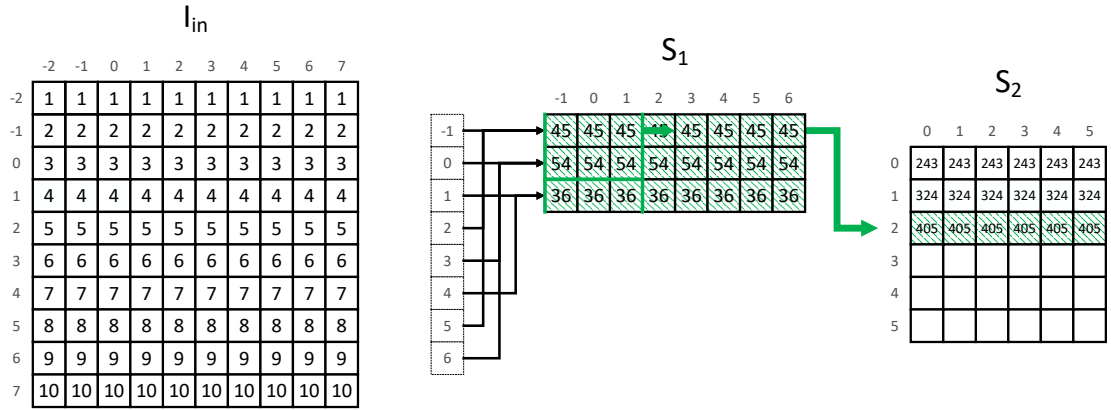 I_in
-2 -1 0 1 2 3 4 5 6 7
-2 1 1 1 1 1 1 1 1 1 1
-1 2 2 2 2 2 2 2 2 2 2
0 3 3 3 3 3 3 3 3 3 3
1 4 4 4 4 4 4 4 4 4 4
2 5 5 5 5 5 5 5 5 5 5
3 6 6 6 6 6 6 6 6 6 6
4 7 7 7 7 7 7 7 7 7 7
5 8 8 8 8 8 8 8 8 8 8
6 9 9 9 9 9 9 9 9 9 9
7 10 10 10 10 10 10 10 10 10 10
-1
0
1
2
3
4
5
6
S_1
-1 0 1 2 3 4 5 6
45 45 45 45 45 45 45 45
54 54 54 54 54 54 54 54
36 36 36 36 36 36 36 36
S_2
0 1 2 3 4 5
0 243 243 243 243 243 243
1 324 324 324 324 324 324
2 405 405 405 405 405 405
3
4
5